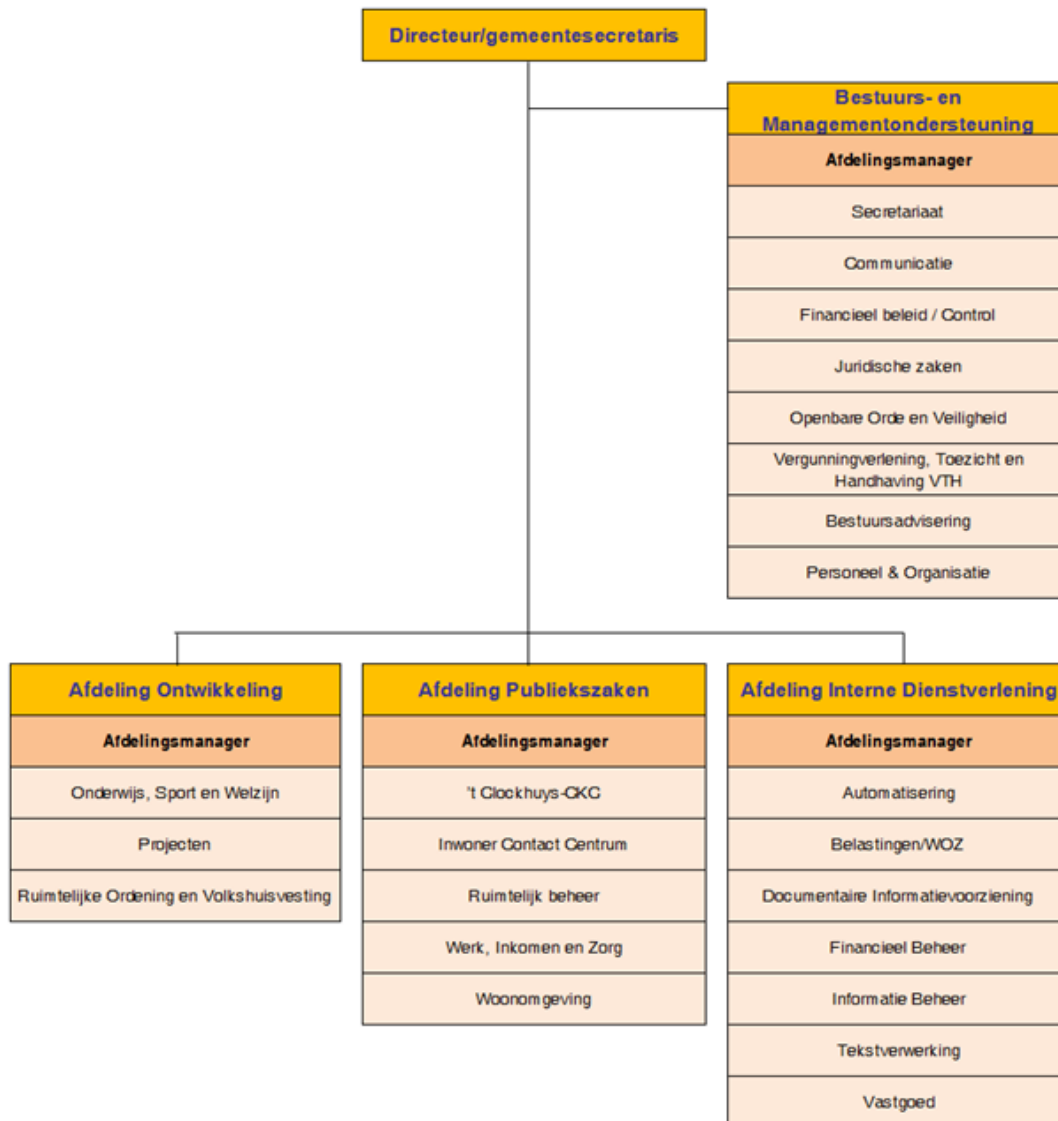 Directeur/gemeentesecretaris
Bestuurs- en
Managementondersteuning
Afdelingsmanager
Secretariaat
Communicatie
Financieel beleid / Control
Juridische zaken
Openbare Orde en Veiligheid
Vergunningverlening, Toezicht en
Handhaving VTH
Bestuursadvisering
Personeel & Organisatie
Afdeling Ontwikkeling
Afdelingsmanager
Onderwijs, Sport en Welzijn
Projecten
Ruimtelijke Ordening en Volkshuisvesting
Afdeling Publiekszaken
Afdelingsmanager
't Clockhuys-CKC
Inwoner Contact Centrum
Ruimtelijk beheer
Werk, Inkomen en Zorg
Woonomgeving
Afdeling Interne Dienstverlening
Afdelingsmanager
Automatisering
Belastingen/WOZ
Documentaire Informatievoorziening
Financieel Beheer
Informatie Beheer
Tekstverwerking
Vastgoed